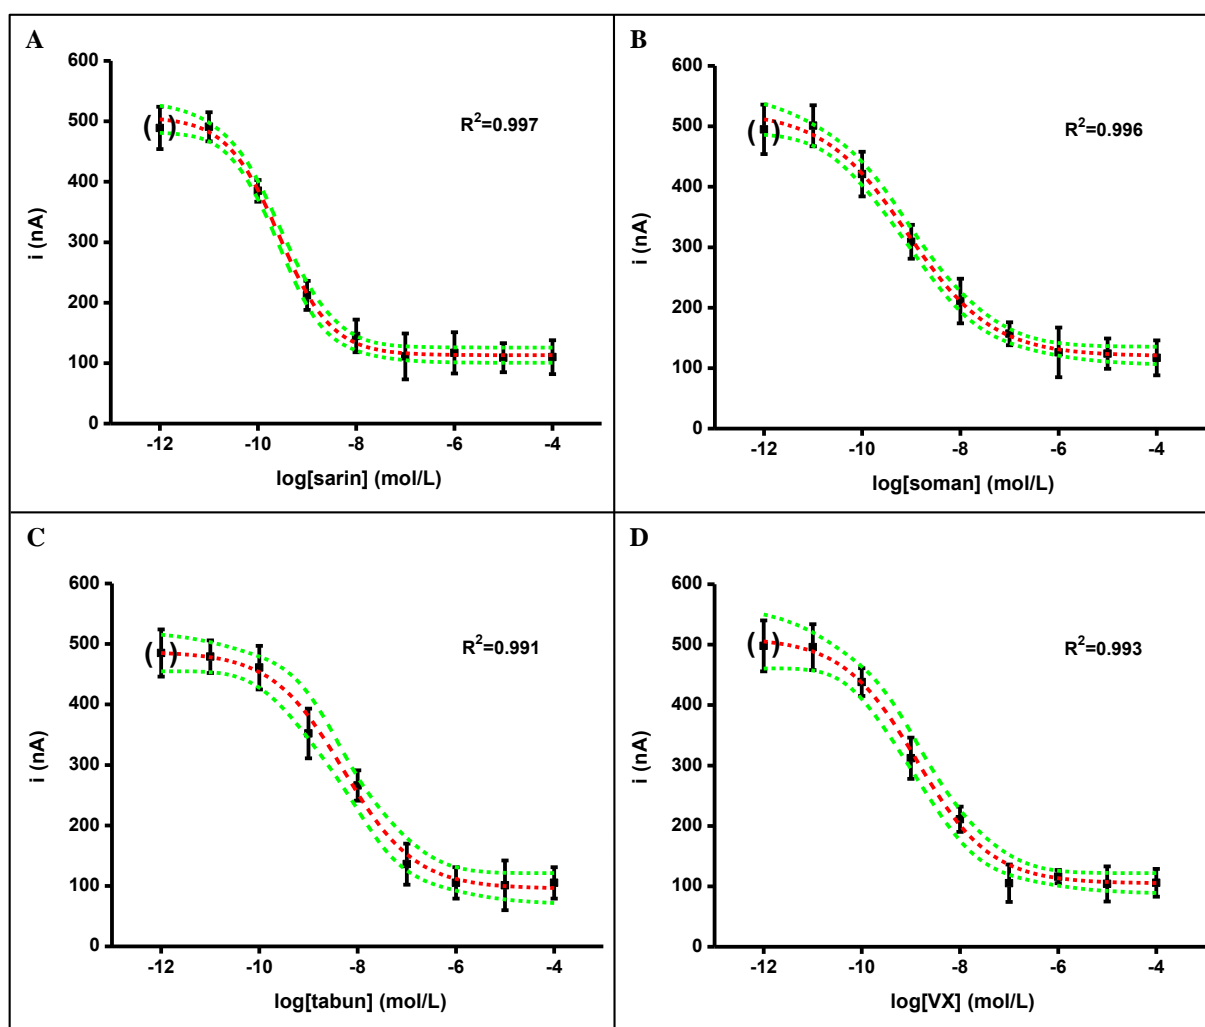 A
600
500
400
300
200
100
0
i (nA)
( )
R²=0.997
-12 -10 -8 -6 -4
log[sarin] (mol/L)
B
600
500
400
300
200
100
0
i (nA)
( )
R²=0.996
-12 -10 -8 -6 -4
log[soman] (mol/L)
C
600
500
400
300
200
100
0
i (nA)
( )
R²=0.991
-12 -10 -8 -6 -4
log[tabun] (mol/L)
D
600
500
400
300
200
100
0
i (nA)
( )
R²=0.993
-12 -10 -8 -6 -4
log[VX] (mol/L)